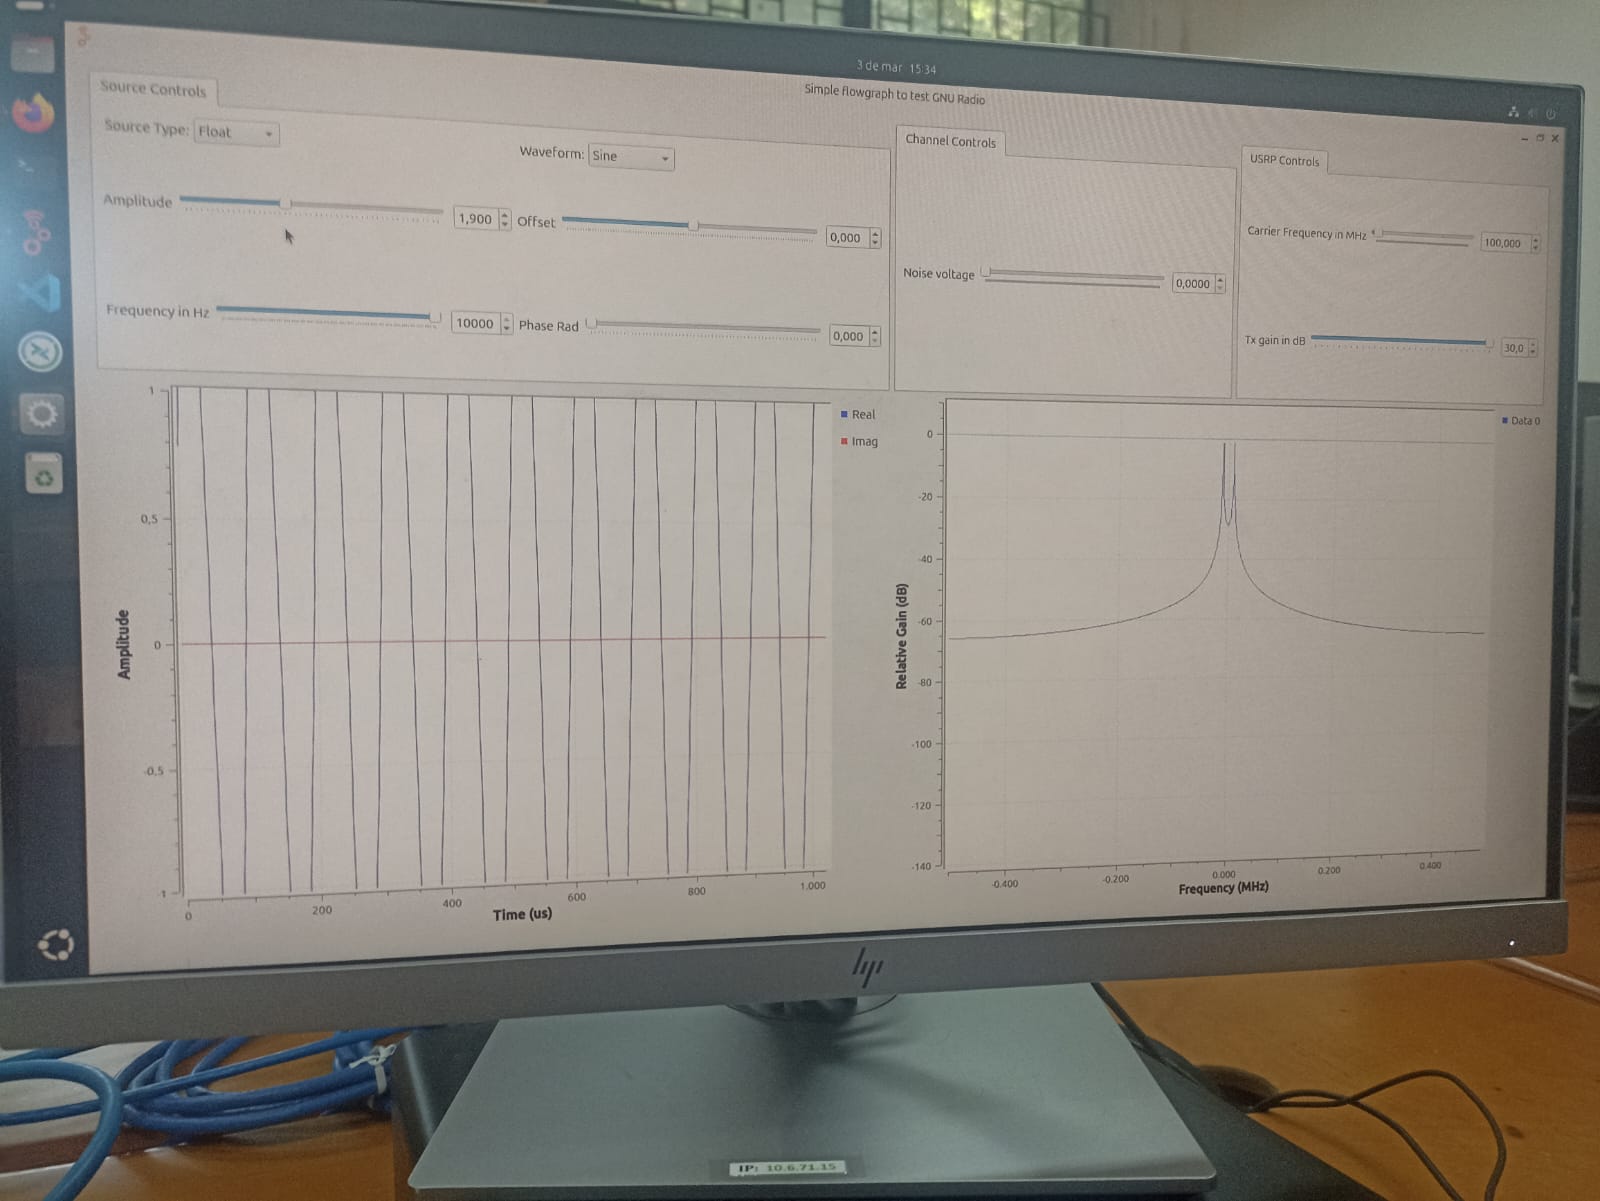 3 de mar 15:34
Simple flowgraph to test GNU Radio
Source Controls
Source Type: Float
Waveform: Sine
Amplitude
1,900
Offset
0,000
Frequency in Hz
10000
Phase Rad
0,000
Channel Controls
Noise voltage
0,0000
USRP Controls
Carrier Frequency in MHz
100,000
Tx gain in dB
30,0
1
0,5
0
-0,5
-1
Amplitude
0
200
400
600
800
1.000
Time (us)
Real
Imag
0
-20
-40
-60
-80
-100
-120
-140
Relative Gain (dB)
-0.400
-0.200
0.000
0.200
0.400
Frequency (MHz)
Data 0
hp
IP: 10.6.71.15